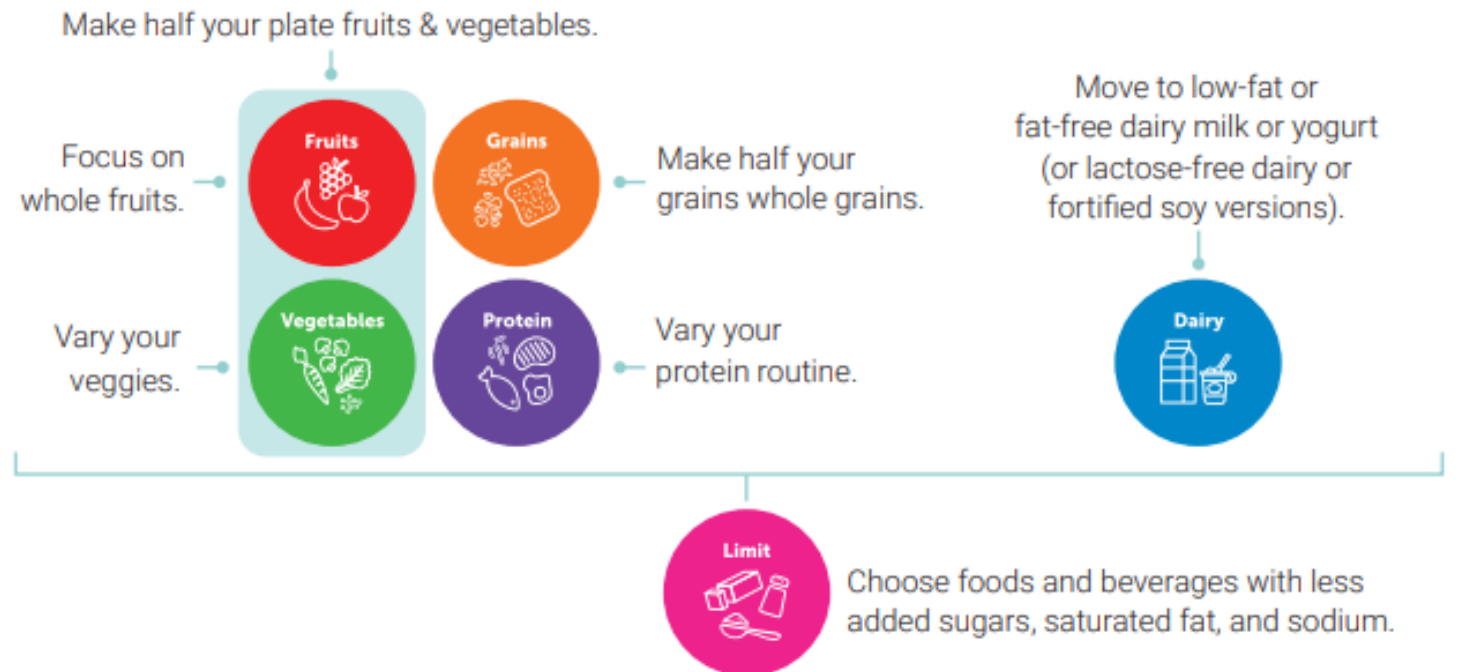 Make half your plate fruits & vegetables.
Focus on
whole fruits.
Fruits
Grains
Make half your
grains whole grains.
Move to low-fat or
fat-free dairy milk or yogurt
(or lactose-free dairy or
fortified soy versions).
Vary your
veggies.
Vegetables
Protein
Vary your
protein routine.
Dairy
Limit
Choose foods and beverages with less
added sugars, saturated fat, and sodium.